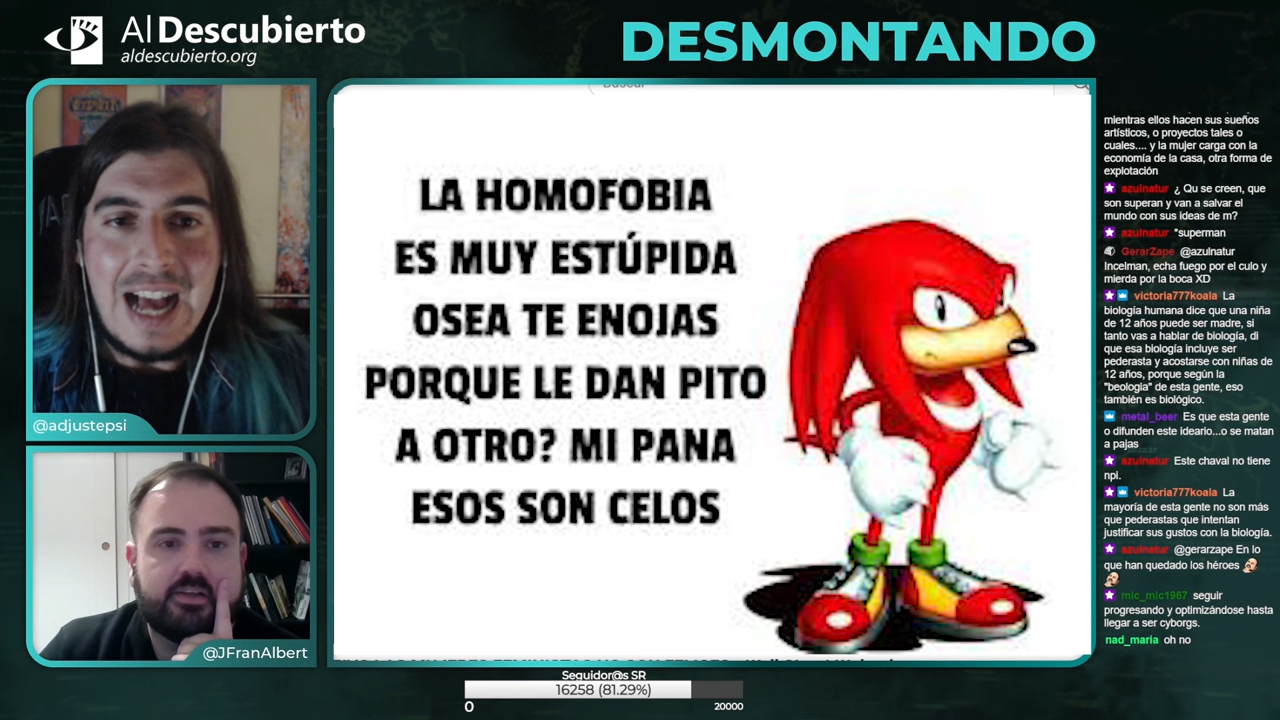 Al Descubierto
aldescubierto.org
DESMONTANDO
@adjustepsi
@JFranAlbert
Buscar
LA HOMOFOBIA
ES MUY ESTÚPIDA
OSEA TE ENOJAS
PORQUE LE DAN PITO
A OTRO? MI PANA
ESOS SON CELOS
mientras ellos hacen sus sueños
artísticos, o proyectos tales o
cuales.... y la mujer carga con la
economía de la casa, otra forma de
explotación
azulnatur ¿ Qu se creen, que
son superan y van a salvar el
mundo con sus ideas de m?
azulnatur *superman
GerarZape @azulnatur
Incelman, echa fuego por el culo y
mierda por la boca XD
victoria777koala La
biología humana dice que una niña
de 12 años puede ser madre, si
tanto vas a hablar de biología, di
que esa biología incluye ser
pederasta y acostarse con niñas de
12 años, porque según la
"beología" de esta gente, eso
también es biológico.
metal_beer Es que esta gente
o difunden este ideario...o se matan
a pajas
azulnatur Este chaval no tiene
npi.
victoria777koala La
mayoría de esta gente no son más
que pederastas que intentan
justificar sus gustos con la biología.
azulnatur @gerarzape En lo
que han quedado los héroes
mic_mic1967 seguir
progresando y optimizándose hasta
llegar a ser cyborgs.
nad_maria oh no
Seguidor@s SR
16258 (81.29%)
0
20000